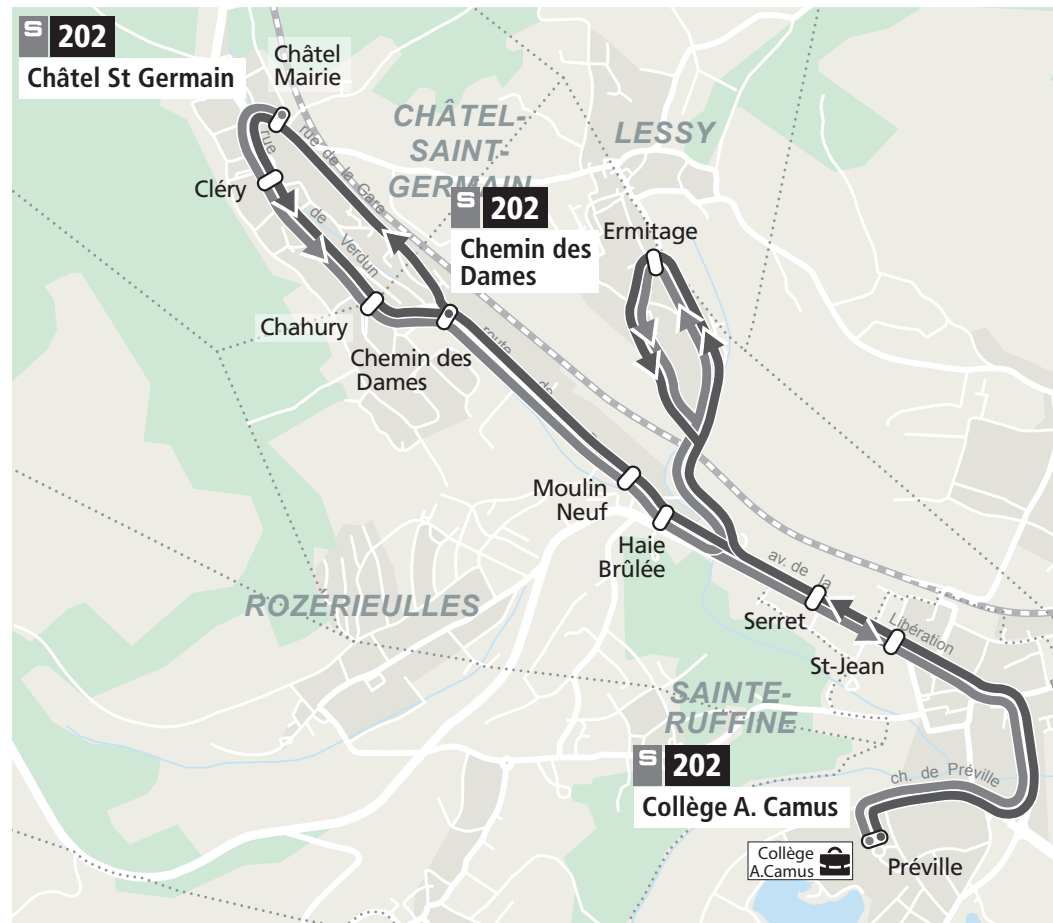 S 202
Châtel St Germain
Châtel
Mairie
CHÂTEL-
SAINT-
GERMAIN
LESSY
rue
de
Verdun
rue de la Gare
Cléry
S 202
Chemin des
Dames
Ermitage
Chahury
Chemin des
Dames
route
de
Moulin
Neuf
Haie
Brûlée
av. de la
Libération
ROZÉRIEULLES
Serret
St-Jean
SAINTE-
RUFFINE
S 202
Collège A. Camus
ch. de Préville
Collège
A.Camus
Préville